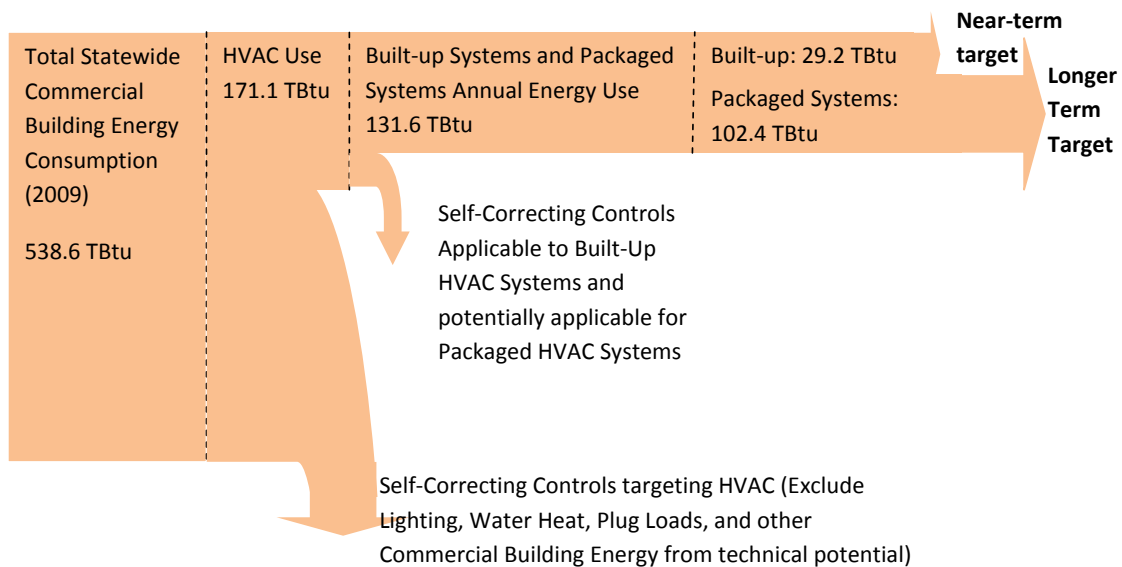 Total Statewide
Commercial
Building Energy
Consumption
(2009)
538.6 TBtu
HVAC Use
171.1 TBtu
Built-up Systems and Packaged
Systems Annual Energy Use
131.6 TBtu
Built-up: 29.2 TBtu
Packaged Systems:
102.4 TBtu
Near-term
target
Longer
Term
Target
Self-Correcting Controls
Applicable to Built-Up
HVAC Systems and
potentially applicable for
Packaged HVAC Systems
Self-Correcting Controls targeting HVAC (Exclude
Lighting, Water Heat, Plug Loads, and other
Commercial Building Energy from technical potential)